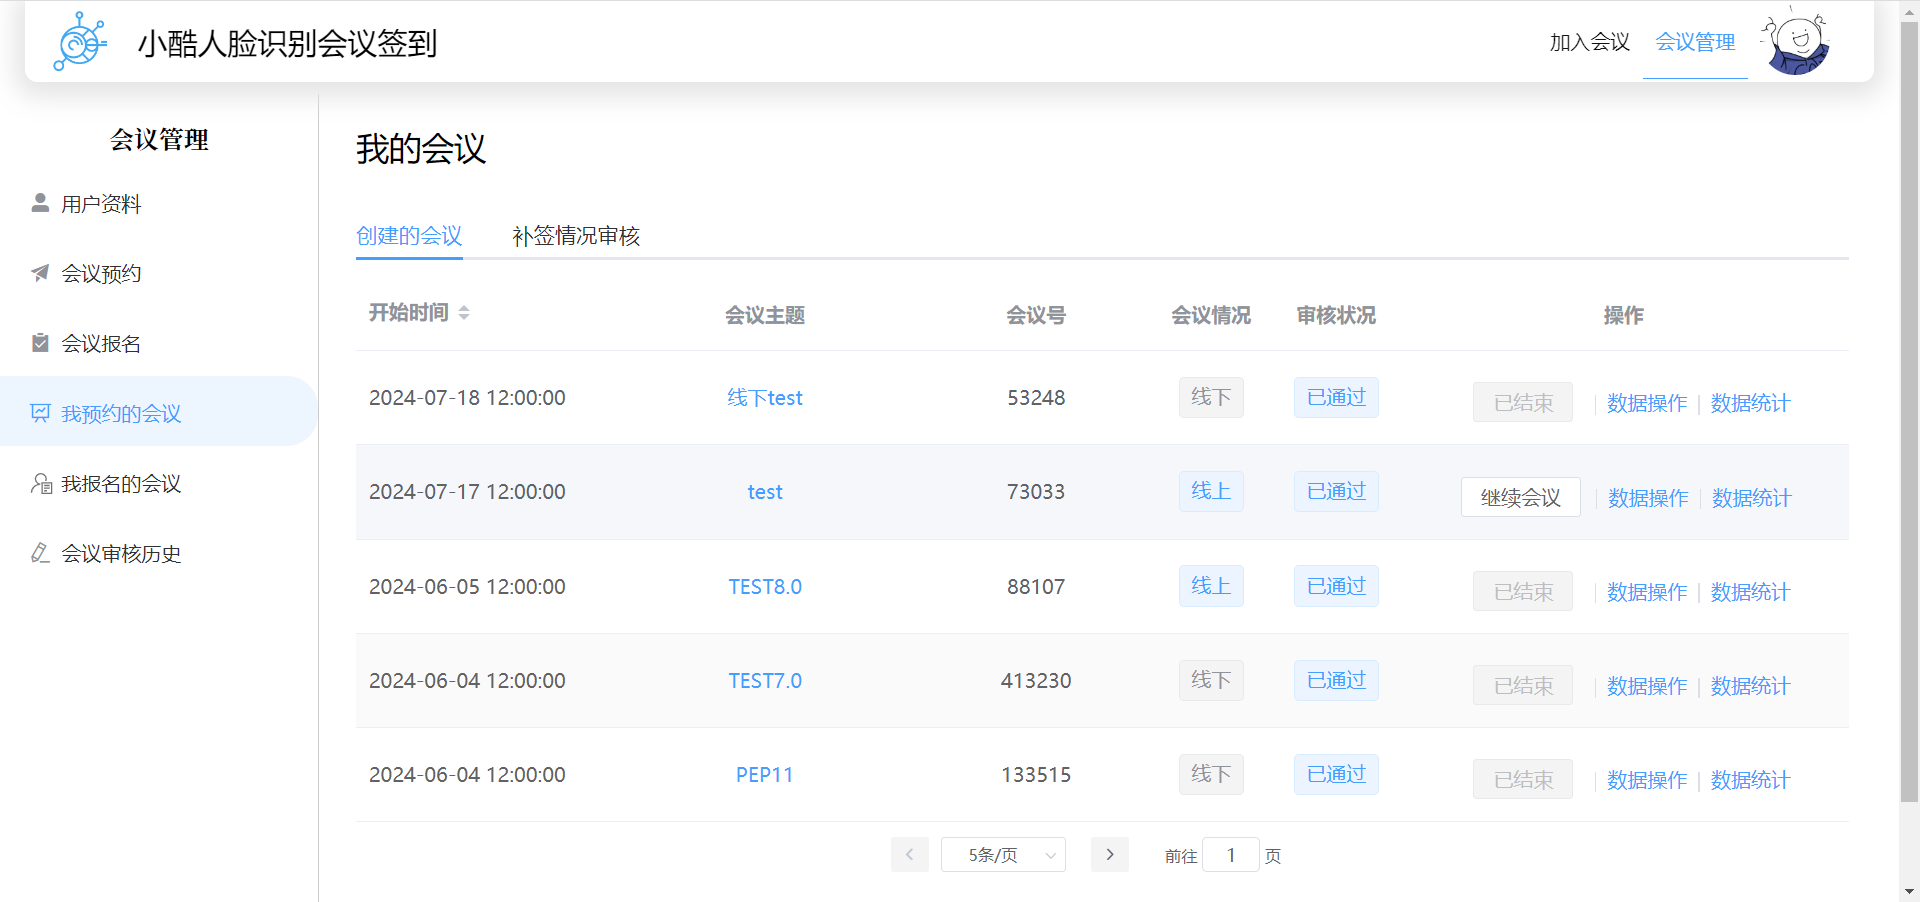 小酷人脸识别会议签到
加入会议 会议管理
会议管理
用户资料
会议预约
会议报名
我预约的会议
我报名的会议
会议审核历史
我的会议
创建的会议 补签情况审核
开始时间 会议主题 会议号 会议情况 审核状况 操作
2024-07-18 12:00:00 线下test 53248 线下 已通过 已结束 数据操作 数据统计
2024-07-17 12:00:00 test 73033 线上 已通过 继续会议 数据操作 数据统计
2024-06-05 12:00:00 TEST8.0 88107 线上 已通过 已结束 数据操作 数据统计
2024-06-04 12:00:00 TEST7.0 413230 线下 已通过 已结束 数据操作 数据统计
2024-06-04 12:00:00 PEP11 133515 线下 已通过 已结束 数据操作 数据统计
5条/页 前往 1 页